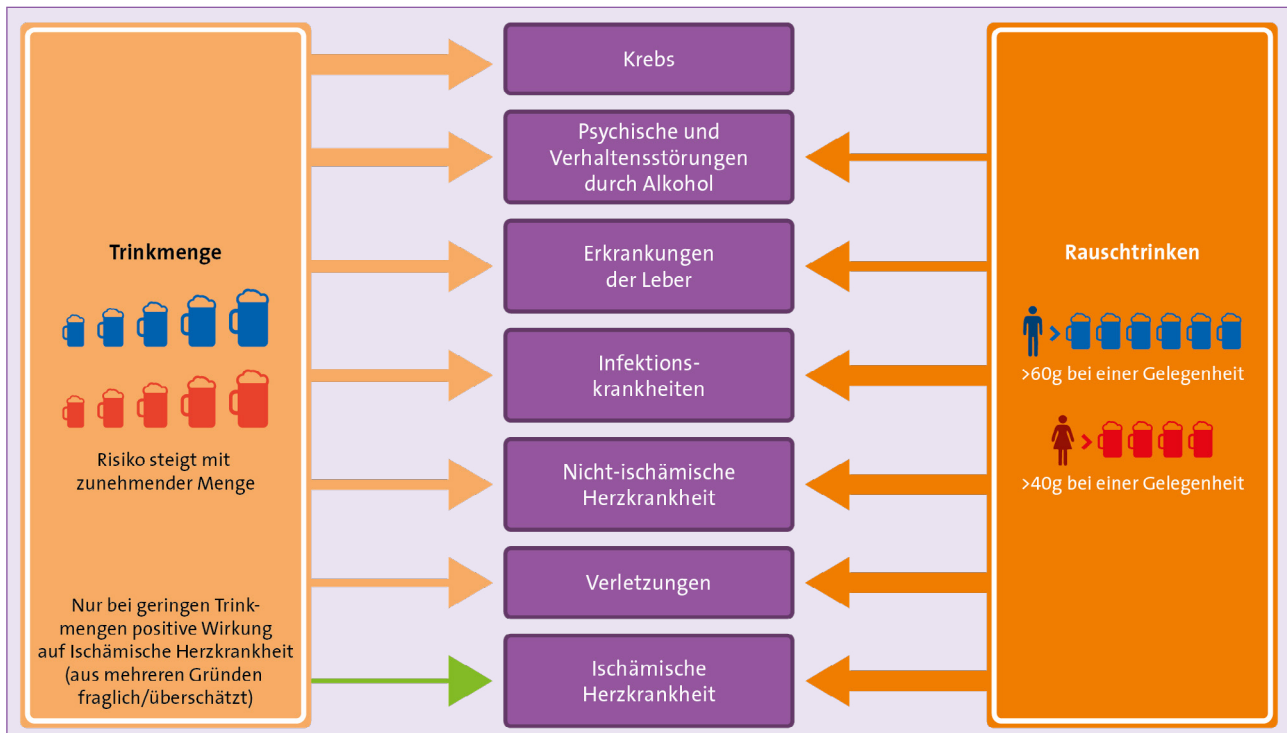 Trinkmenge
Risiko steigt mit
zunehmender Menge
Nur bei geringen Trink-
mengen positive Wirkung
auf Ischämische Herzkrankheit
(aus mehreren Gründen
fraglich/überschätzt)
Krebs
Psychische und
Verhaltensstörungen
durch Alkohol
Erkrankungen
der Leber
Infektions-
krankheiten
Nicht-ischämische
Herzkrankheit
Verletzungen
Ischämische
Herzkrankheit
Rauschtrinken
>
>60g bei einer Gelegenheit
>
>40g bei einer Gelegenheit